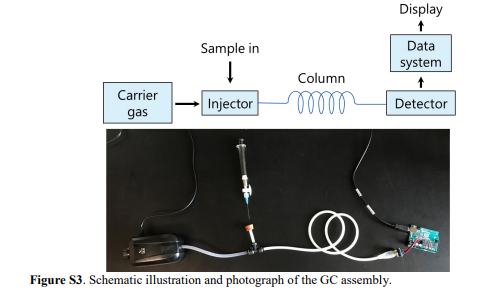 Display
Data
system
Sample in
Column
Carrier
gas
Injector
Detector
Figure S3. Schematic illustration and photograph of the GC assembly.